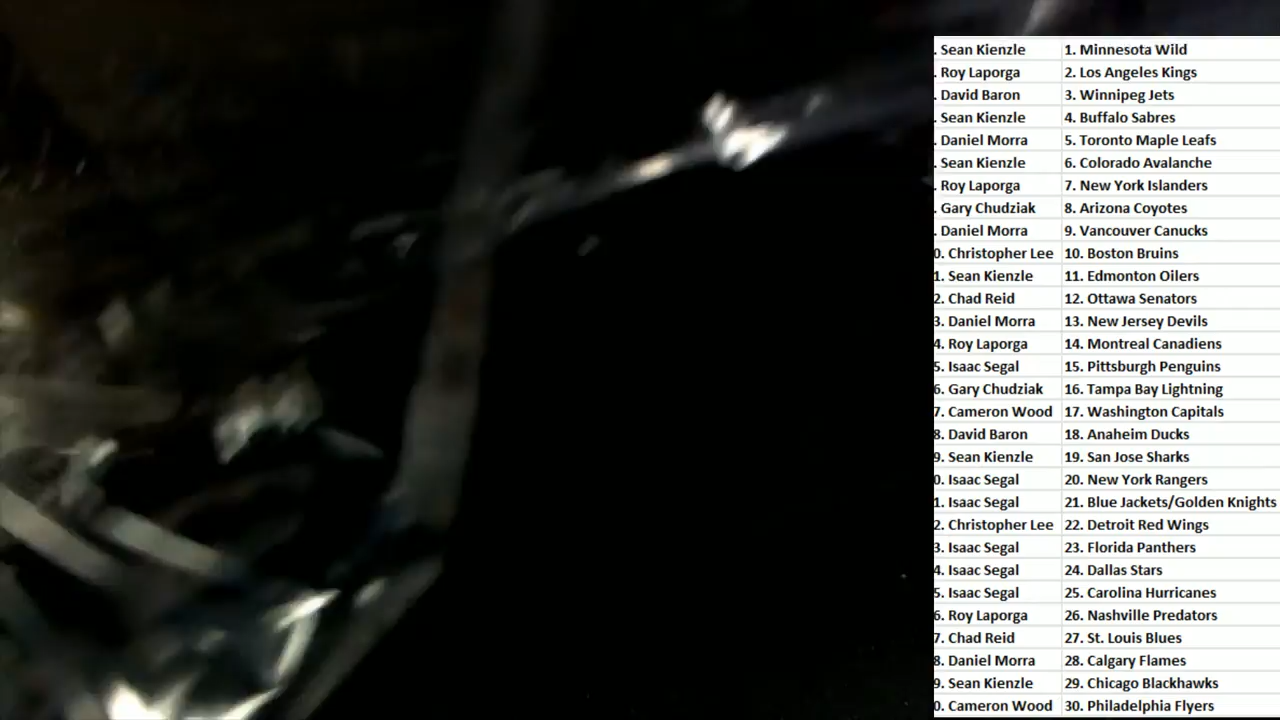 . Sean Kienzle 1. Minnesota Wild
. Roy Laporga 2. Los Angeles Kings
. David Baron 3. Winnipeg Jets
. Sean Kienzle 4. Buffalo Sabres
. Daniel Morra 5. Toronto Maple Leafs
. Sean Kienzle 6. Colorado Avalanche
. Roy Laporga 7. New York Islanders
. Gary Chudziak 8. Arizona Coyotes
. Daniel Morra 9. Vancouver Canucks
0. Christopher Lee 10. Boston Bruins
1. Sean Kienzle 11. Edmonton Oilers
2. Chad Reid 12. Ottawa Senators
3. Daniel Morra 13. New Jersey Devils
4. Roy Laporga 14. Montreal Canadiens
5. Isaac Segal 15. Pittsburgh Penguins
6. Gary Chudziak 16. Tampa Bay Lightning
7. Cameron Wood 17. Washington Capitals
8. David Baron 18. Anaheim Ducks
9. Sean Kienzle 19. San Jose Sharks
0. Isaac Segal 20. New York Rangers
1. Isaac Segal 21. Blue Jackets/Golden Knights
2. Christopher Lee 22. Detroit Red Wings
3. Isaac Segal 23. Florida Panthers
4. Isaac Segal 24. Dallas Stars
5. Isaac Segal 25. Carolina Hurricanes
6. Roy Laporga 26. Nashville Predators
7. Chad Reid 27. St. Louis Blues
8. Daniel Morra 28. Calgary Flames
9. Sean Kienzle 29. Chicago Blackhawks
0. Cameron Wood 30. Philadelphia Flyers